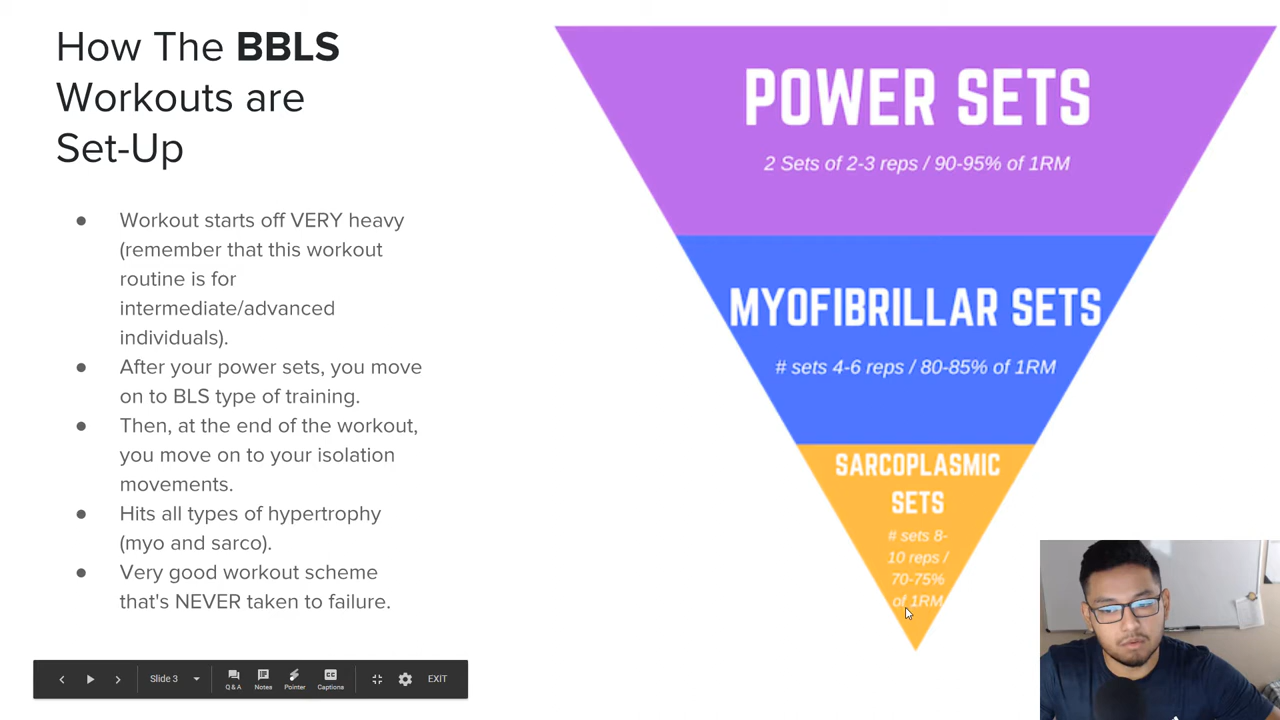 How The BBLS
Workouts are
Set-Up
● Workout starts off VERY heavy
(remember that this workout
routine is for
intermediate/advanced
individuals).
● After your power sets, you move
on to BLS type of training.
● Then, at the end of the workout,
you move on to your isolation
movements.
● Hits all types of hypertrophy
(myo and sarco).
● Very good workout scheme
that's NEVER taken to failure.
POWER SETS
2 Sets of 2-3 reps / 90-95% of 1RM
MYOFIBRILLAR SETS
# sets 4-6 reps / 80-85% of 1RM
SARCOPLASMIC
SETS
# sets 8-
10 reps /
70-75%
of 1RM
Slide 3
Q & A
Notes
Pointer
CC
Captions
EXIT